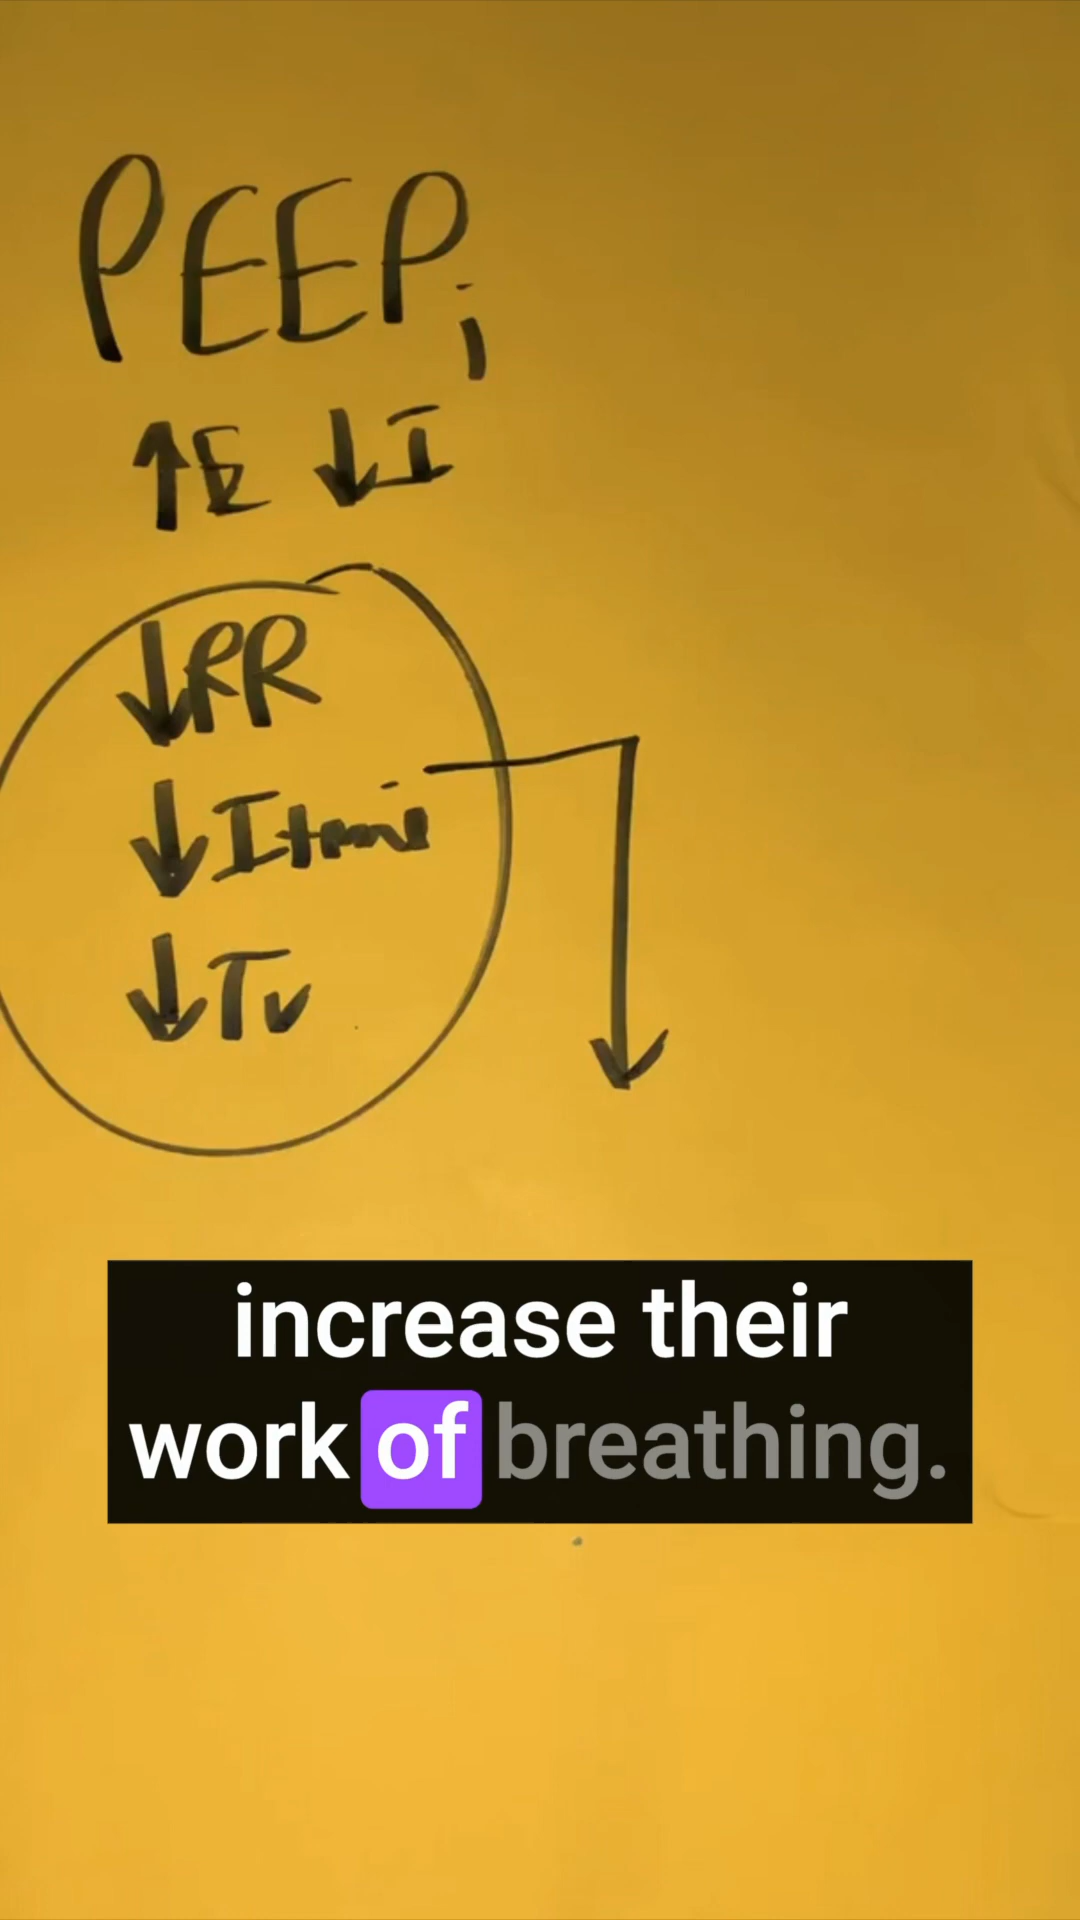 PEEPi
↑E ↓I
↓RR
↓Itime
↓Tv
increase their
work of breathing.